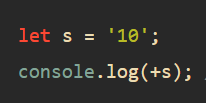 let s = '10';
console.log(+s);